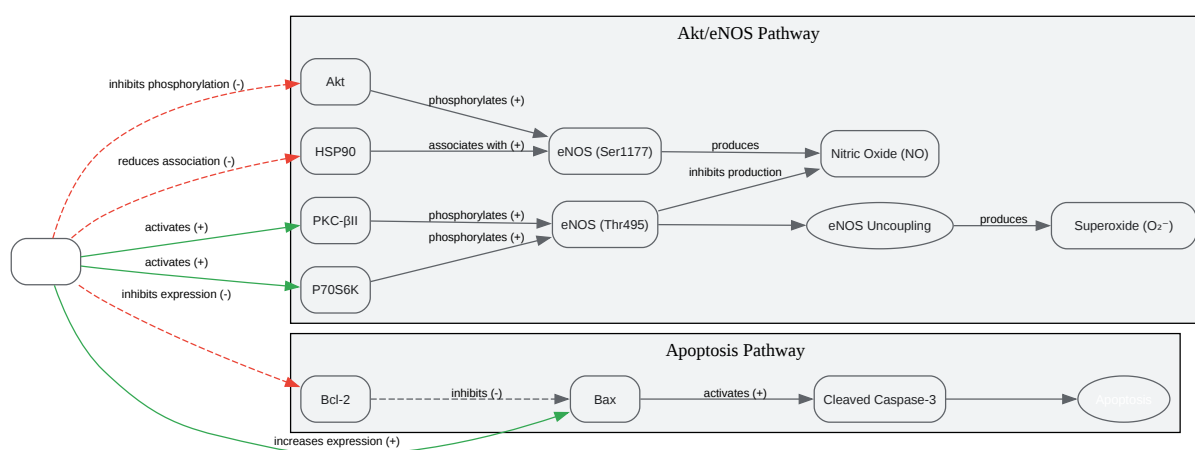 Akt/eNOS Pathway
inhibits phosphorylation (-)
Akt
phosphorylates (+)
reduces association (-)
HSP90
associates with (+)
eNOS (Ser1177)
produces
Nitric Oxide (NO)
inhibits production
activates (+)
PKC-βII
phosphorylates (+)
eNOS (Thr495)
eNOS Uncoupling
produces
Superoxide (O₂⁻)
phosphorylates (+)
activates (+)
P70S6K
inhibits expression (-)
Apoptosis Pathway
Bcl-2
inhibits (-)
Bax
activates (+)
Cleaved Caspase-3
Apoptosis
increases expression (+)